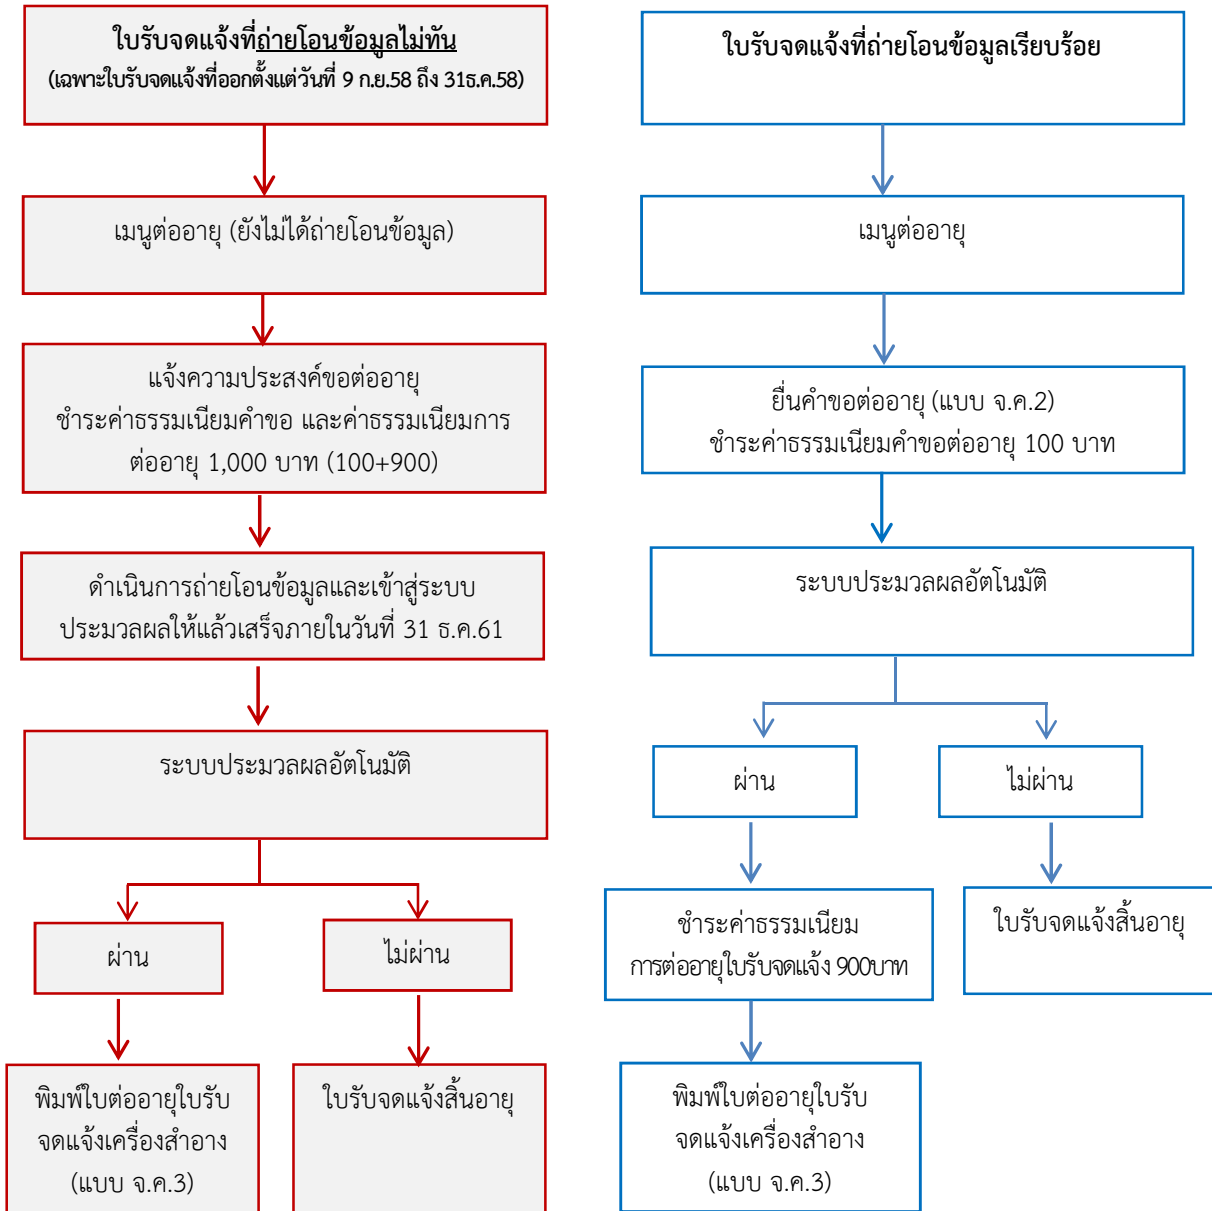 ใบรับจดแจ้งที่ถ่ายโอนข้อมูลไม่ทัน
(เฉพาะใบรับจดแจ้งที่ออกตั้งแต่วันที่ 9 ก.ย.58 ถึง 31ธ.ค.58)
เมนูต่ออายุ (ยังไม่ได้ถ่ายโอนข้อมูล)
แจ้งความประสงค์ขอต่ออายุ
ชำระค่าธรรมเนียมคำขอ และค่าธรรมเนียมการ
ต่ออายุ 1,000 บาท (100+900)
ดำเนินการถ่ายโอนข้อมูลและเข้าสู่ระบบ
ประมวลผลให้แล้วเสร็จภายในวันที่ 31 ธ.ค.61
ระบบประมวลผลอัตโนมัติ
ผ่าน
ไม่ผ่าน
พิมพ์ใบต่ออายุใบรับ
จดแจ้งเครื่องสำอาง
(แบบ จ.ค.3)
ใบรับจดแจ้งสิ้นอายุ
ใบรับจดแจ้งที่ถ่ายโอนข้อมูลเรียบร้อย
เมนูต่ออายุ
ยื่นคำขอต่ออายุ (แบบ จ.ค.2)
ชำระค่าธรรมเนียมคำขอต่ออายุ 100 บาท
ระบบประมวลผลอัตโนมัติ
ผ่าน
ไม่ผ่าน
ชำระค่าธรรมเนียม
การต่ออายุใบรับจดแจ้ง 900บาท
ใบรับจดแจ้งสิ้นอายุ
พิมพ์ใบต่ออายุใบรับ
จดแจ้งเครื่องสำอาง
(แบบ จ.ค.3)